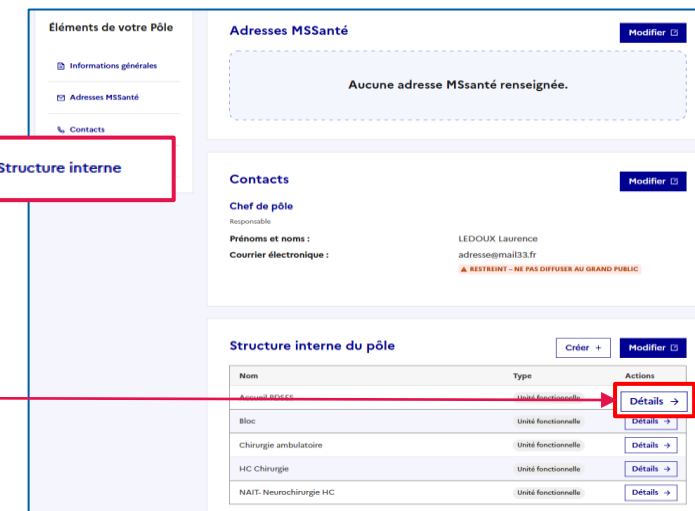 Éléments de votre Pôle
Informations générales
Adresses MSSanté
Contacts
Structure interne
Adresses MSSanté
Modifier
Aucune adresse MSsanté renseignée.
Contacts
Modifier
Chef de pôle
Responsable
Prénoms et noms : LEDOUX Laurence
Courrier électronique : adresse@mail33.fr
RESTREINT – NE PAS DIFFUSER AU GRAND PUBLIC
Structure interne du pôle
Créer +
Modifier
Nom Type Actions
Accueil PDSES Unité fonctionnelle Détails →
Bloc Unité fonctionnelle Détails →
Chirurgie ambulatoire Unité fonctionnelle Détails →
HC Chirurgie Unité fonctionnelle Détails →
NAIT- Neurochirurgie HC Unité fonctionnelle Détails →